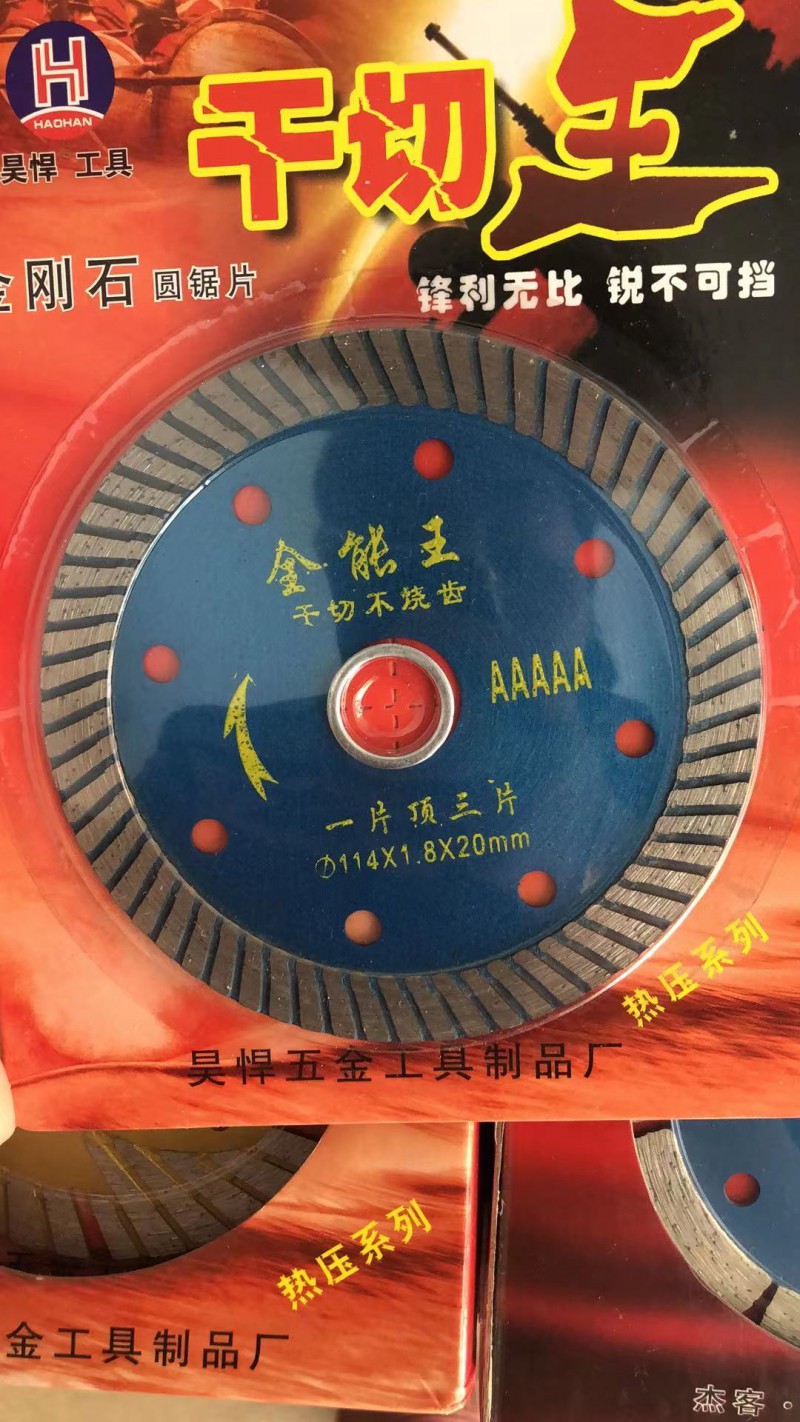 HAOHAN
昊悍 工具
干切王
金刚石 圆锯片
锋利无比 锐不可挡
全能王
干切不烧齿
AAAAA
一片顶三片
Φ114X1.8X20mm
热压系列
昊悍五金工具制品厂
热压系列
金工具制品厂
杰客·